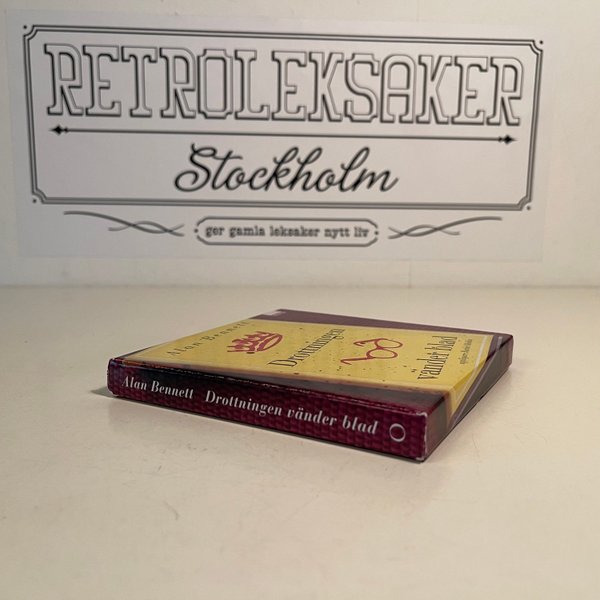 RETROLEKSAKER
Stockholm
ger gamla leksaker nytt liv
Alan Bennett
Drottningen
vänder blad
Alan Bennett Drottningen vänder blad